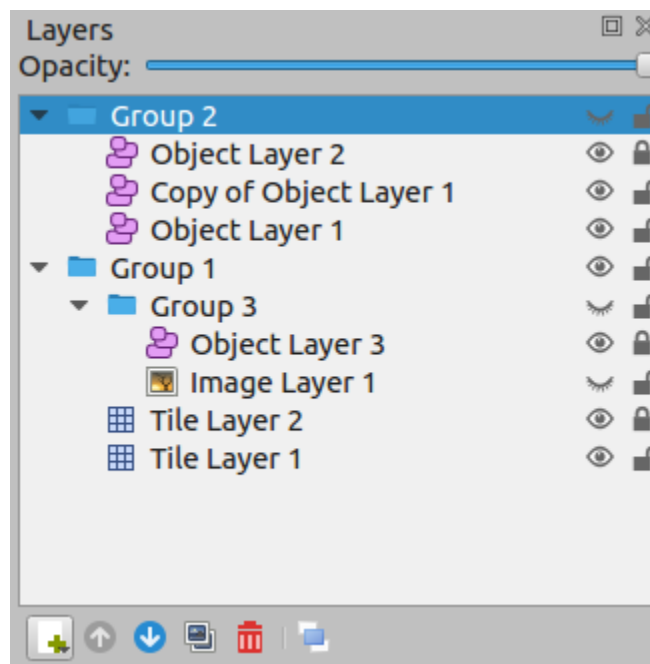 Layers
Opacity:
Group 2
Object Layer 2
Copy of Object Layer 1
Object Layer 1
Group 1
Group 3
Object Layer 3
Image Layer 1
Tile Layer 2
Tile Layer 1